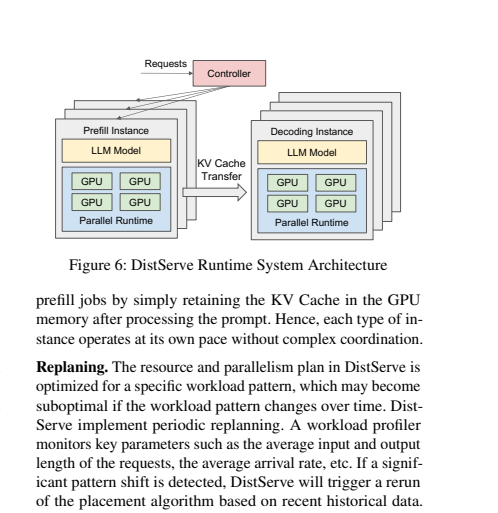 Requests
Controller
Prefill Instance
LLM Model
GPU GPU
GPU GPU
Parallel Runtime
KV Cache
Transfer
Decoding Instance
LLM Model
GPU GPU
GPU GPU
Parallel Runtime
Figure 6: DistServe Runtime System Architecture
prefill jobs by simply retaining the KV Cache in the GPU
memory after processing the prompt. Hence, each type of in-
stance operates at its own pace without complex coordination.
Replaning. The resource and parallelism plan in DistServe is
optimized for a specific workload pattern, which may become
suboptimal if the workload pattern changes over time. Dist-
Serve implement periodic replanning. A workload profiler
monitors key parameters such as the average input and output
length of the requests, the average arrival rate, etc. If a signif-
icant pattern shift is detected, DistServe will trigger a rerun
of the placement algorithm based on recent historical data.